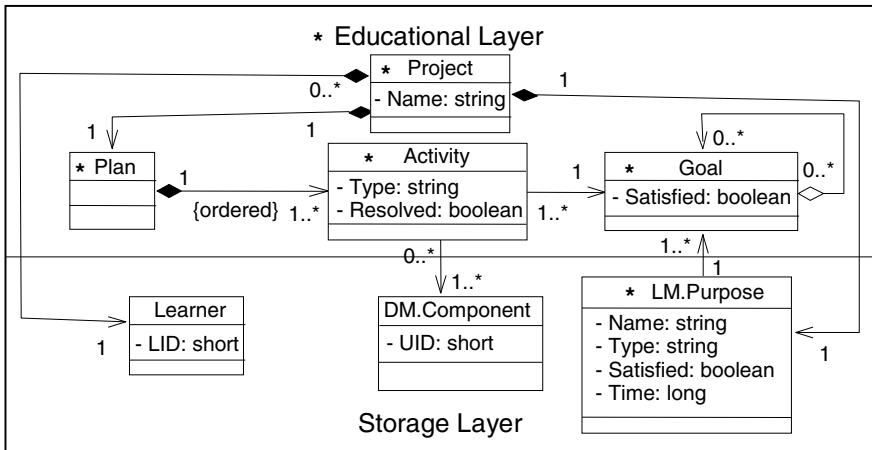 * Educational Layer
* Project
- Name: string
0..*
1
1
1
* Plan
1
{ordered}
1..*
* Activity
- Type: string
- Resolved: boolean
1
1..*
* Goal
- Satisfied: boolean
0..*
0..*
0..*
1..*
1..*
1
Learner
- LID: short
1
DM.Component
- UID: short
* LM.Purpose
- Name: string
- Type: string
- Satisfied: boolean
- Time: long
1
Storage Layer